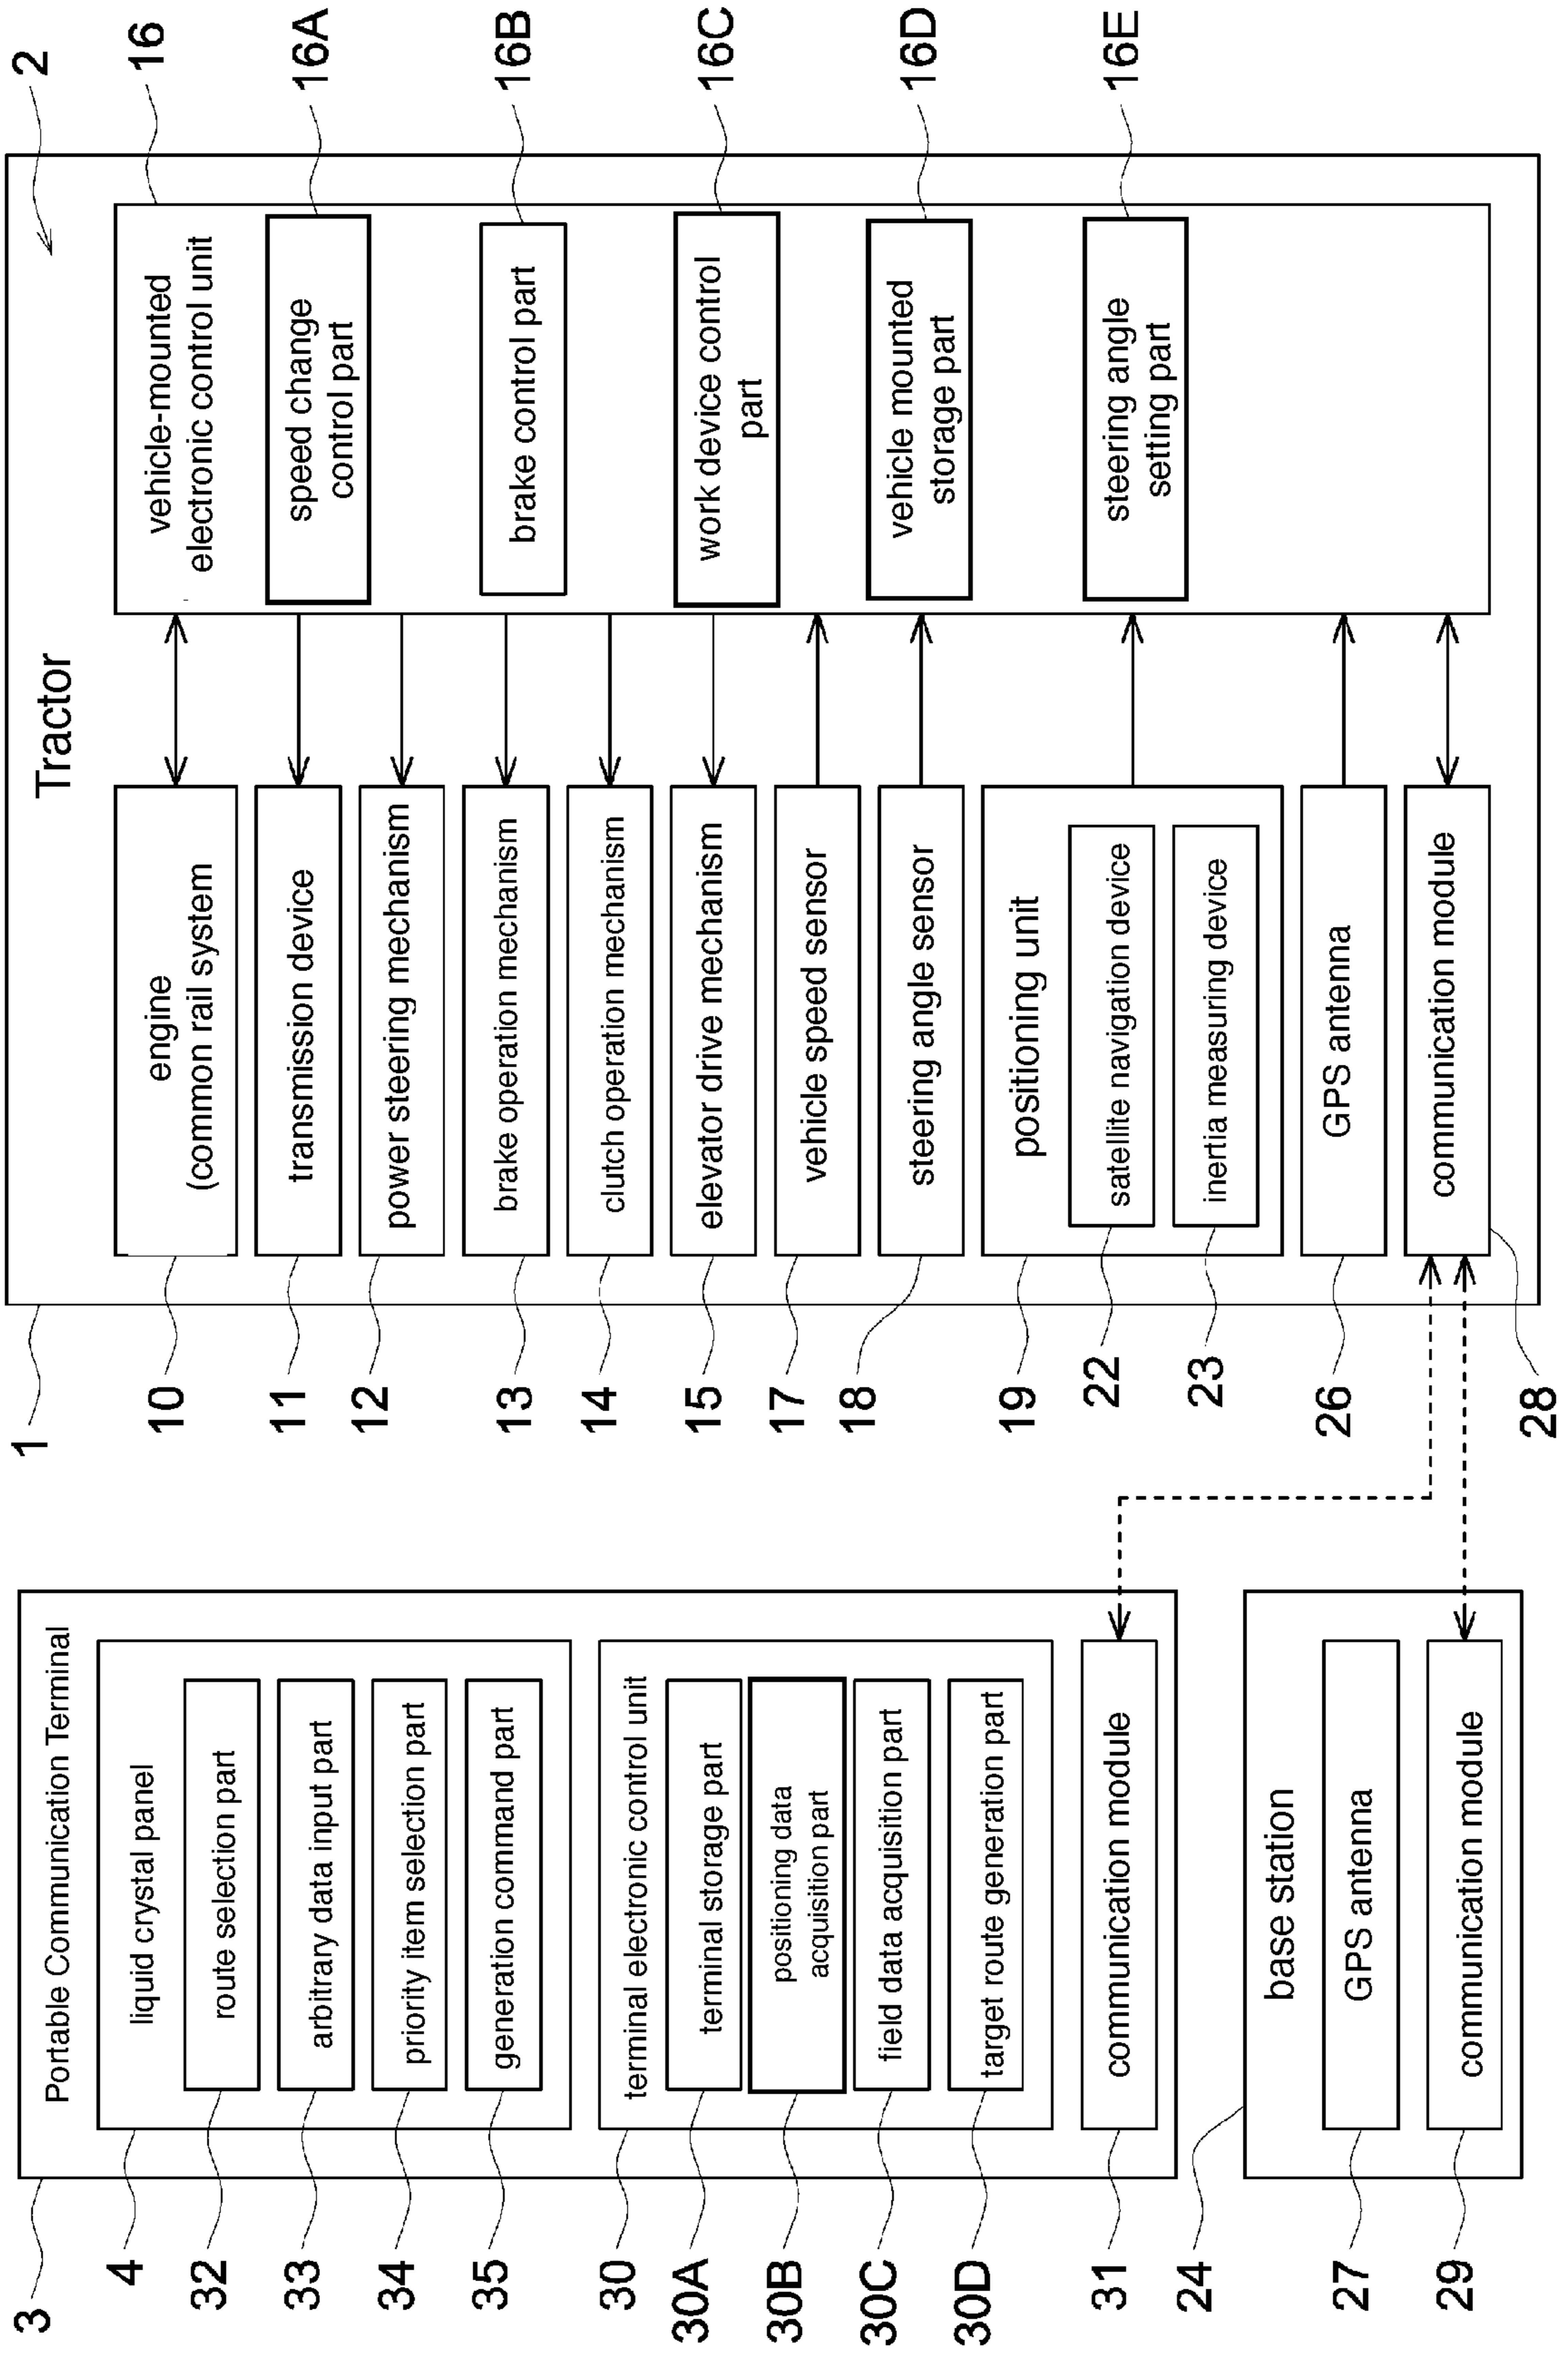 3
Portable Communication Terminal
4
liquid crystal panel
32
route selection part
33
arbitrary data input part
34
priority item selection part
35
generation command part
30
terminal electronic control unit
30A
terminal storage part
30B
positioning data
acquisition part
30C
field data acquisition part
30D
target route generation part
31
communication module
24
base station
27
GPS antenna
29
communication module
1
Tractor
2
10
engine
(common rail system
11
transmission device
12
power steering mechanism
13
brake operation mechanism
14
clutch operation mechanism
15
elevator drive mechanism
17
vehicle speed sensor
18
steering angle sensor
19
positioning unit
22
satellite navigation device
23
inertia measuring device
26
GPS antenna
28
communication module
vehicle-mounted
electronic control unit
16
speed change
control part
16A
brake control part
16B
work device control
part
16C
vehicle mounted
storage part
16D
steering angle
setting part
16E